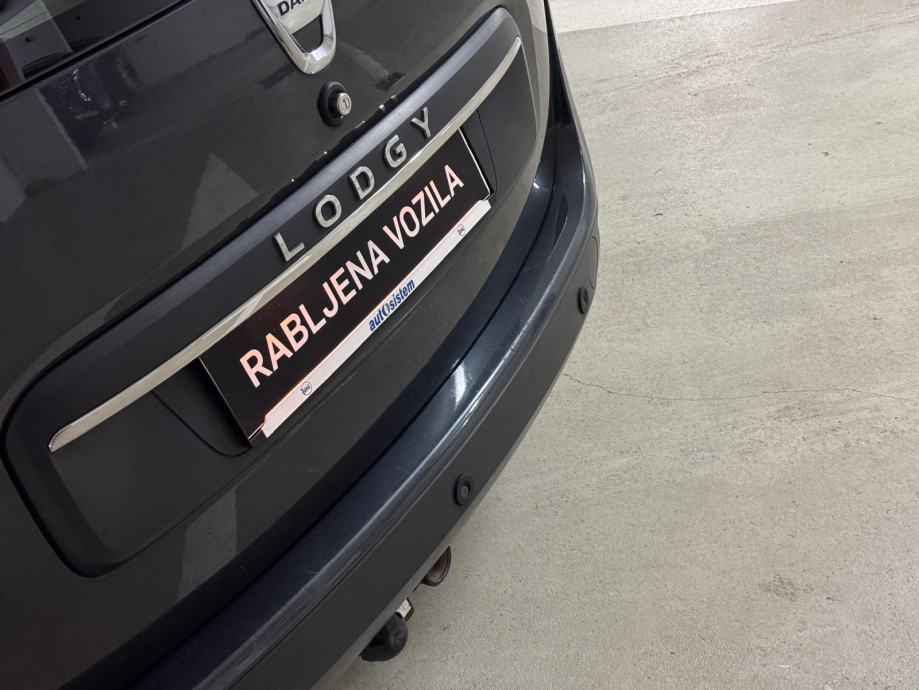 LODGY
RABLJENA VOZILA
autosistem